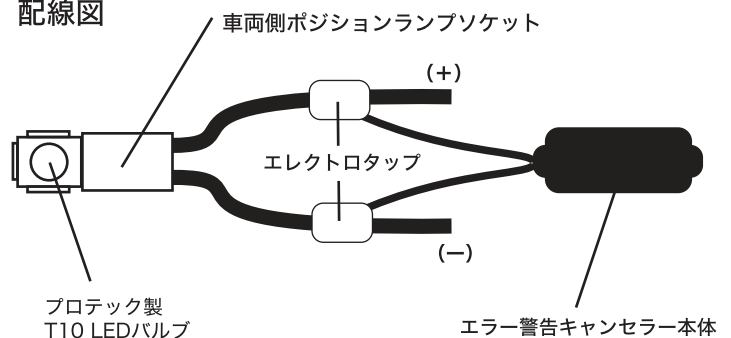 配線図
車両側ポジションランプソケット
(+)
エレクトロタップ
(−)
プロテック製
T10 LEDバルブ
エラー警告キャンセラー本体